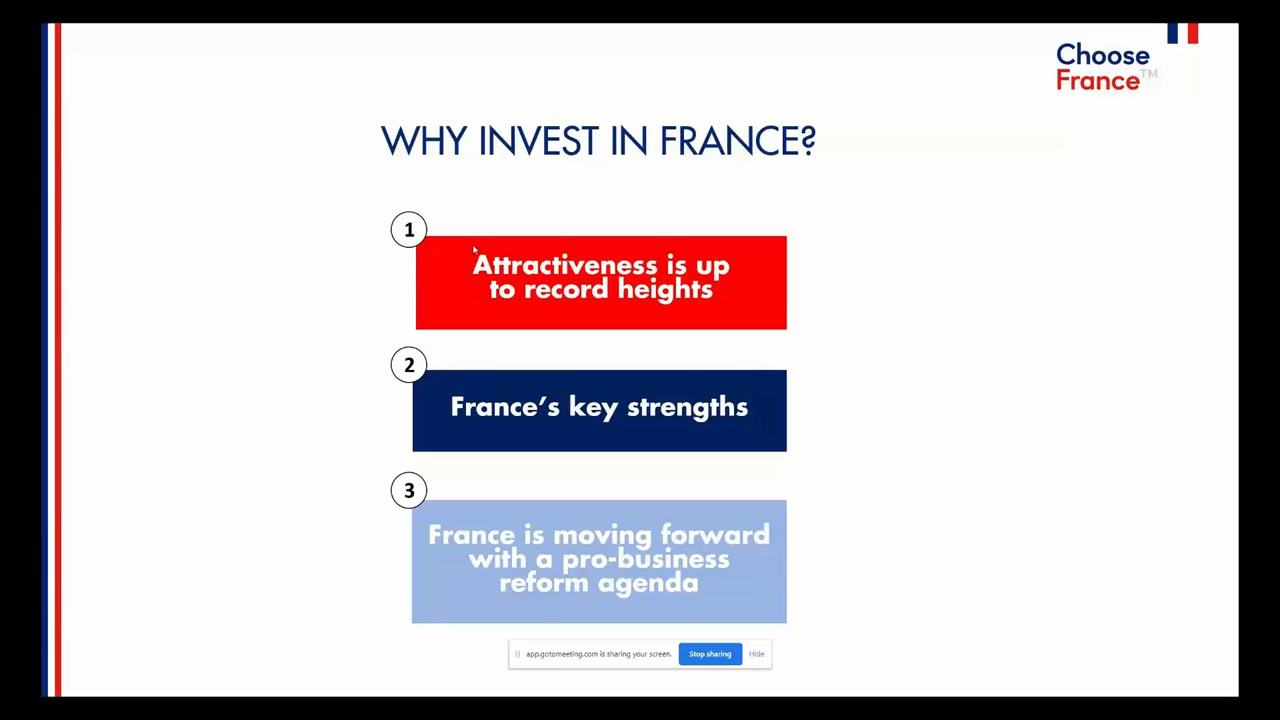 Choose
France™
WHY INVEST IN FRANCE?
1
Attractiveness is up
to record heights
2
France’s key strengths
3
France is moving forward
with a pro-business
reform agenda
app.gotomeeting.com is sharing your screen.
Stop sharing
Hide